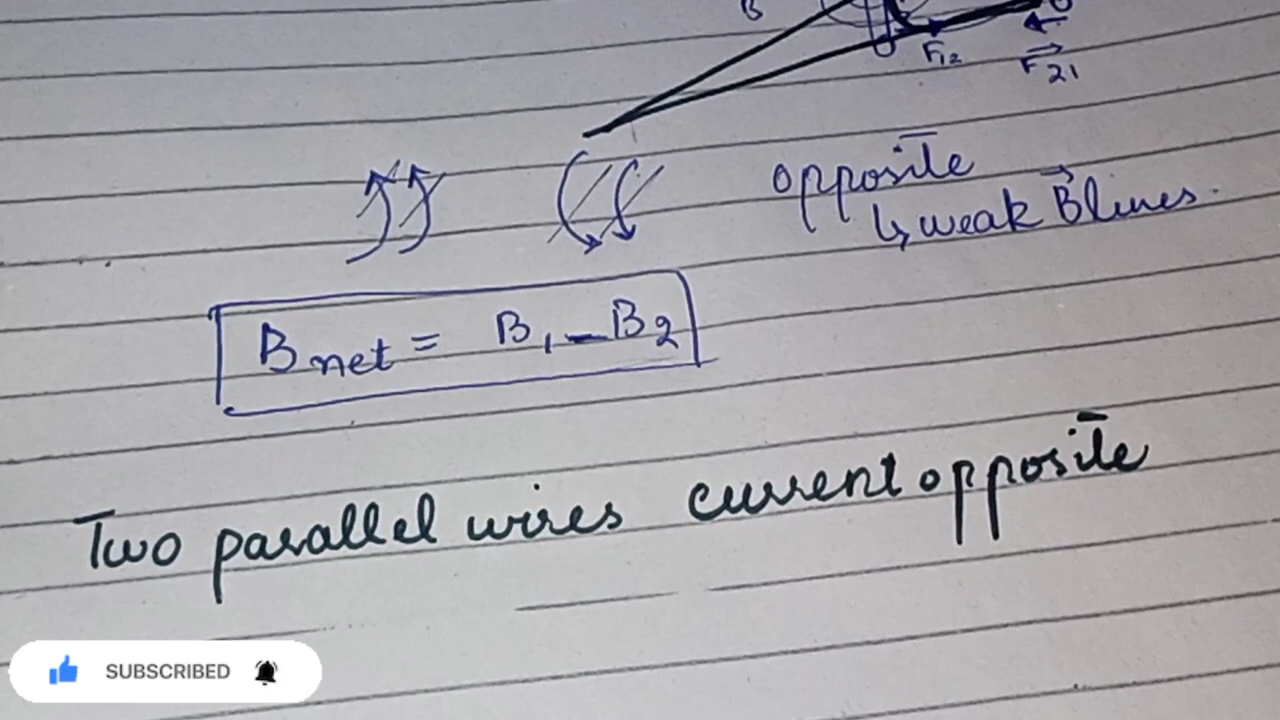 B
F12
F21
opposite
↳ weak B lines.
Bnet = B1 - B2
Two parallel wires current opposite
SUBSCRIBED